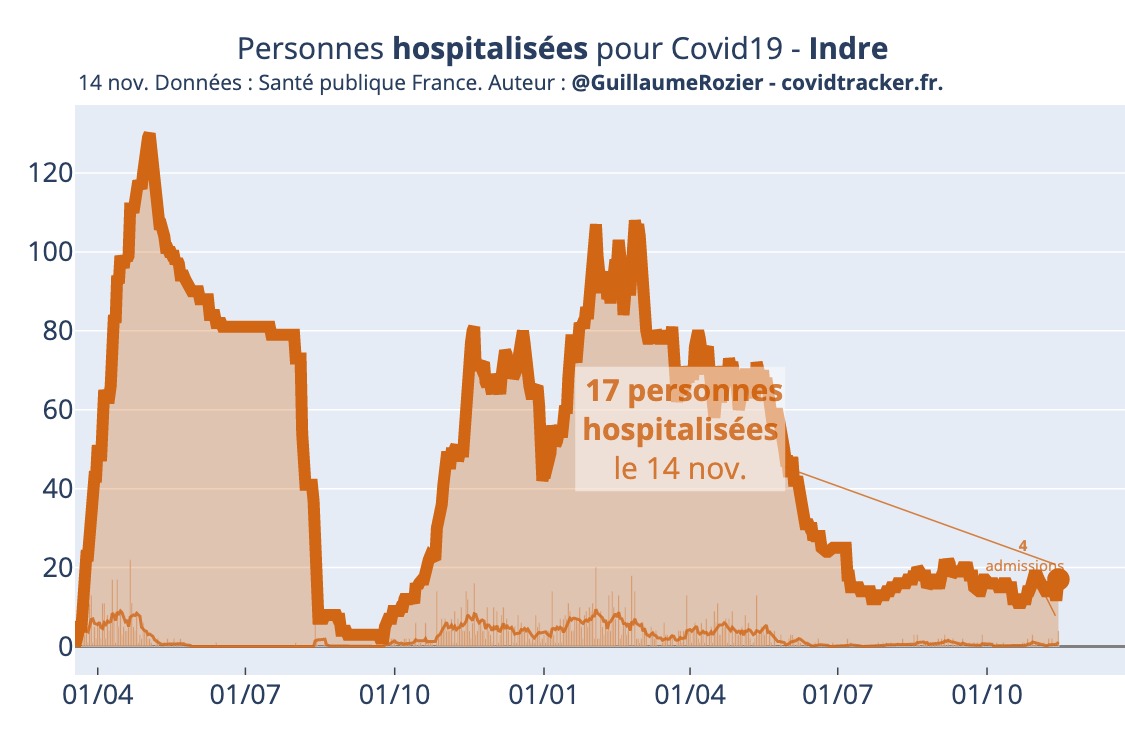 Personnes hospitalisées pour Covid19 - Indre
14 nov. Données : Santé publique France. Auteur : @GuillaumeRozier - covidtracker.fr.
120
100
80
60
40
20
0
17 personnes
hospitalisées
le 14 nov.
4
admissions
01/04 01/07 01/10 01/01 01/04 01/07 01/10